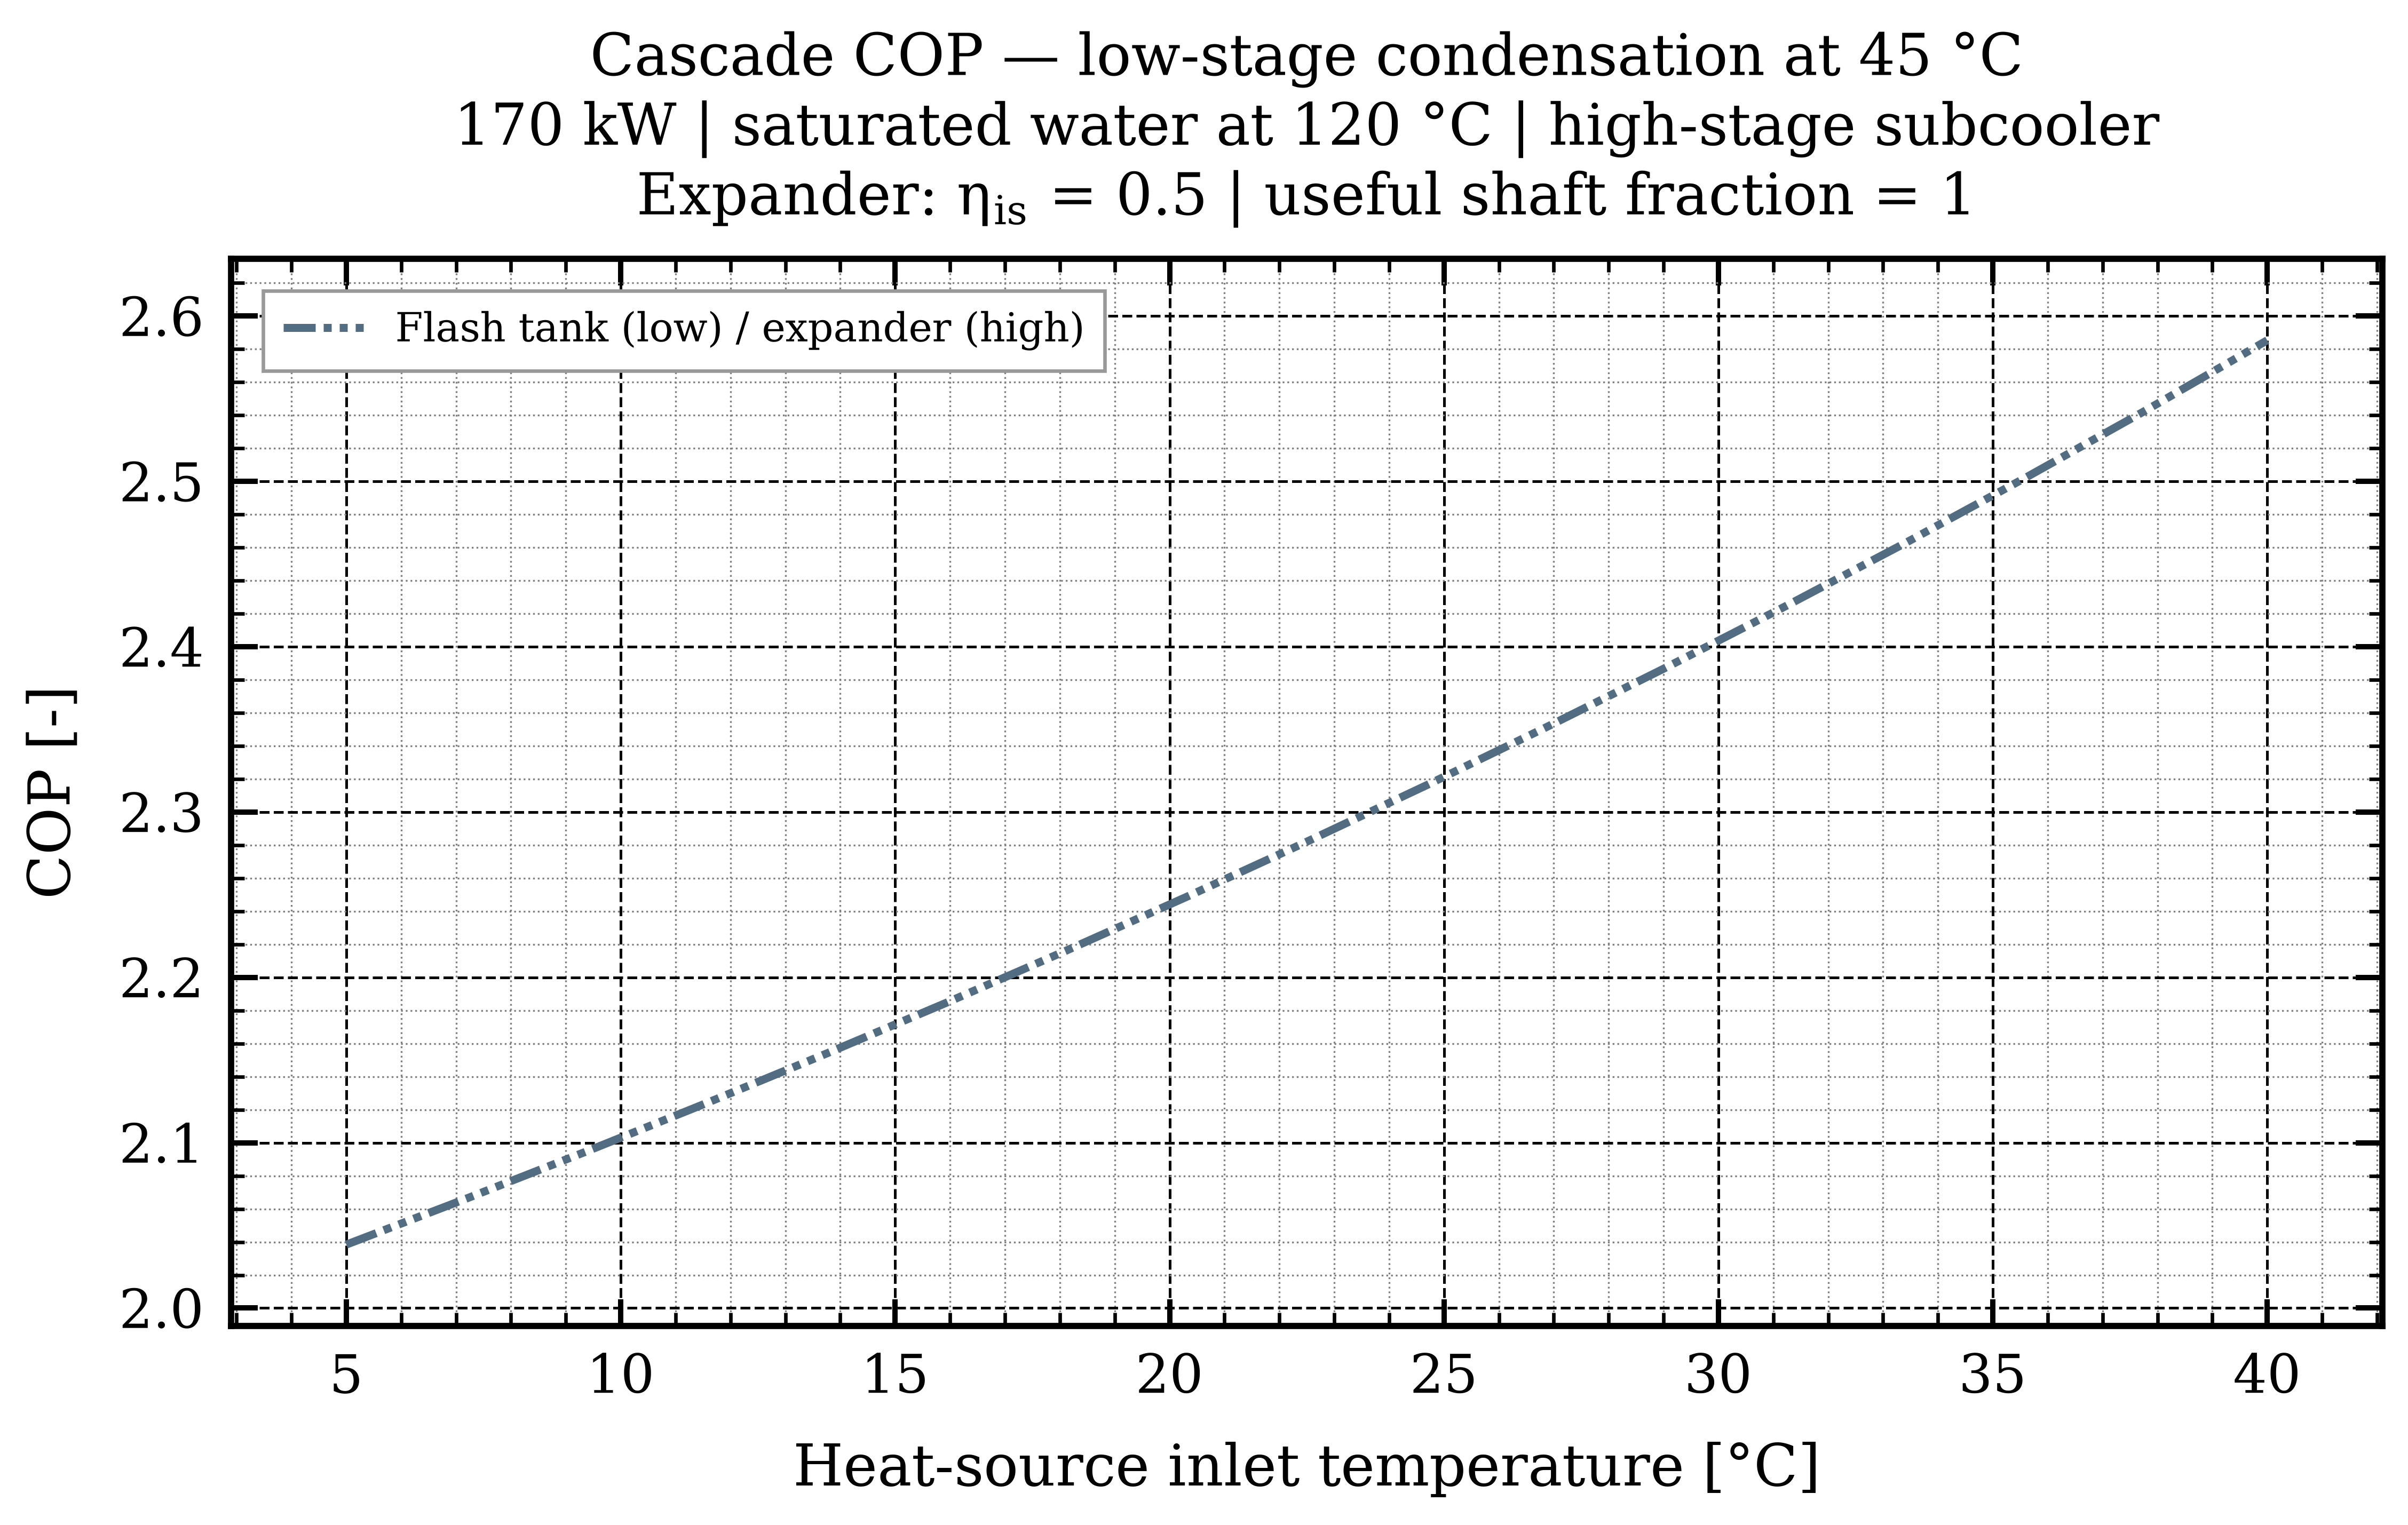 Cascade COP — low-stage condensation at 45 °C
170 kW | saturated water at 120 °C | high-stage subcooler
Expander: ηis = 0.5 | useful shaft fraction = 1
Flash tank (low) / expander (high)
2.6
2.5
2.4
2.3
2.2
2.1
2.0
COP [-]
5 10 15 20 25 30 35 40
Heat-source inlet temperature [°C]